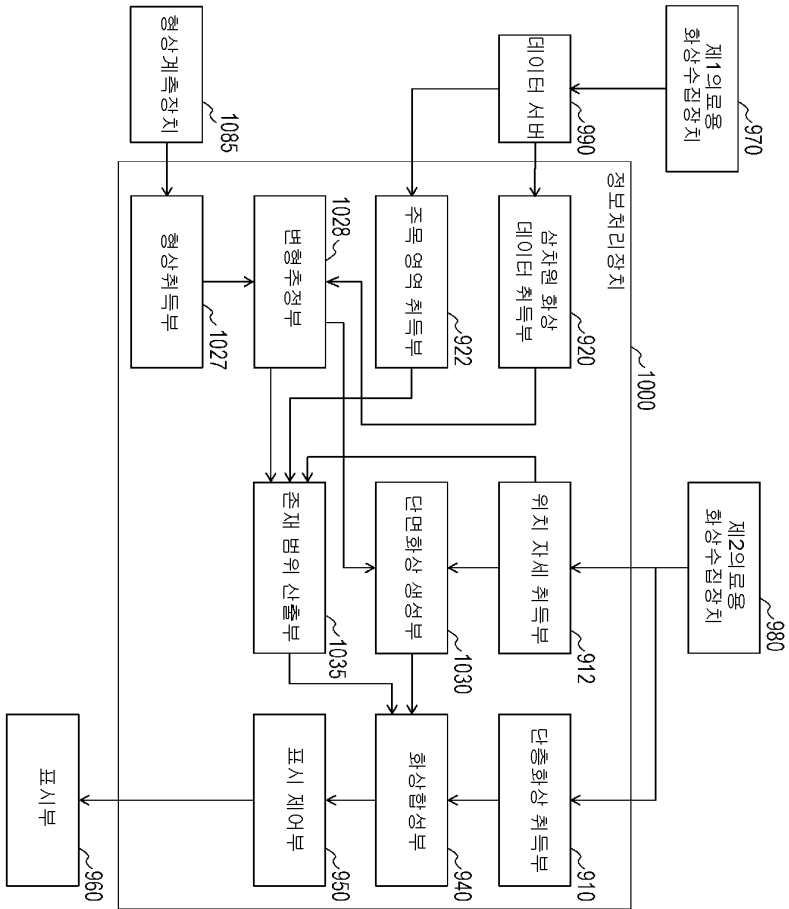 제1의료용
화상수집장치
970
제2의료용
화상수집장치
980
데이터 서버
990
정보처리장치
1000
삼차원 화상
데이터 취득부
920
위치 자세 취득부
912
단층화상 취득부
910
주목 영역 취득부
922
단면화상 생성부
1030
화상합성부
940
변형추정부
1028
존재 범위 산출부
1035
표시 제어부
950
형상계측장치
1085
형상취득부
1027
표시부
960